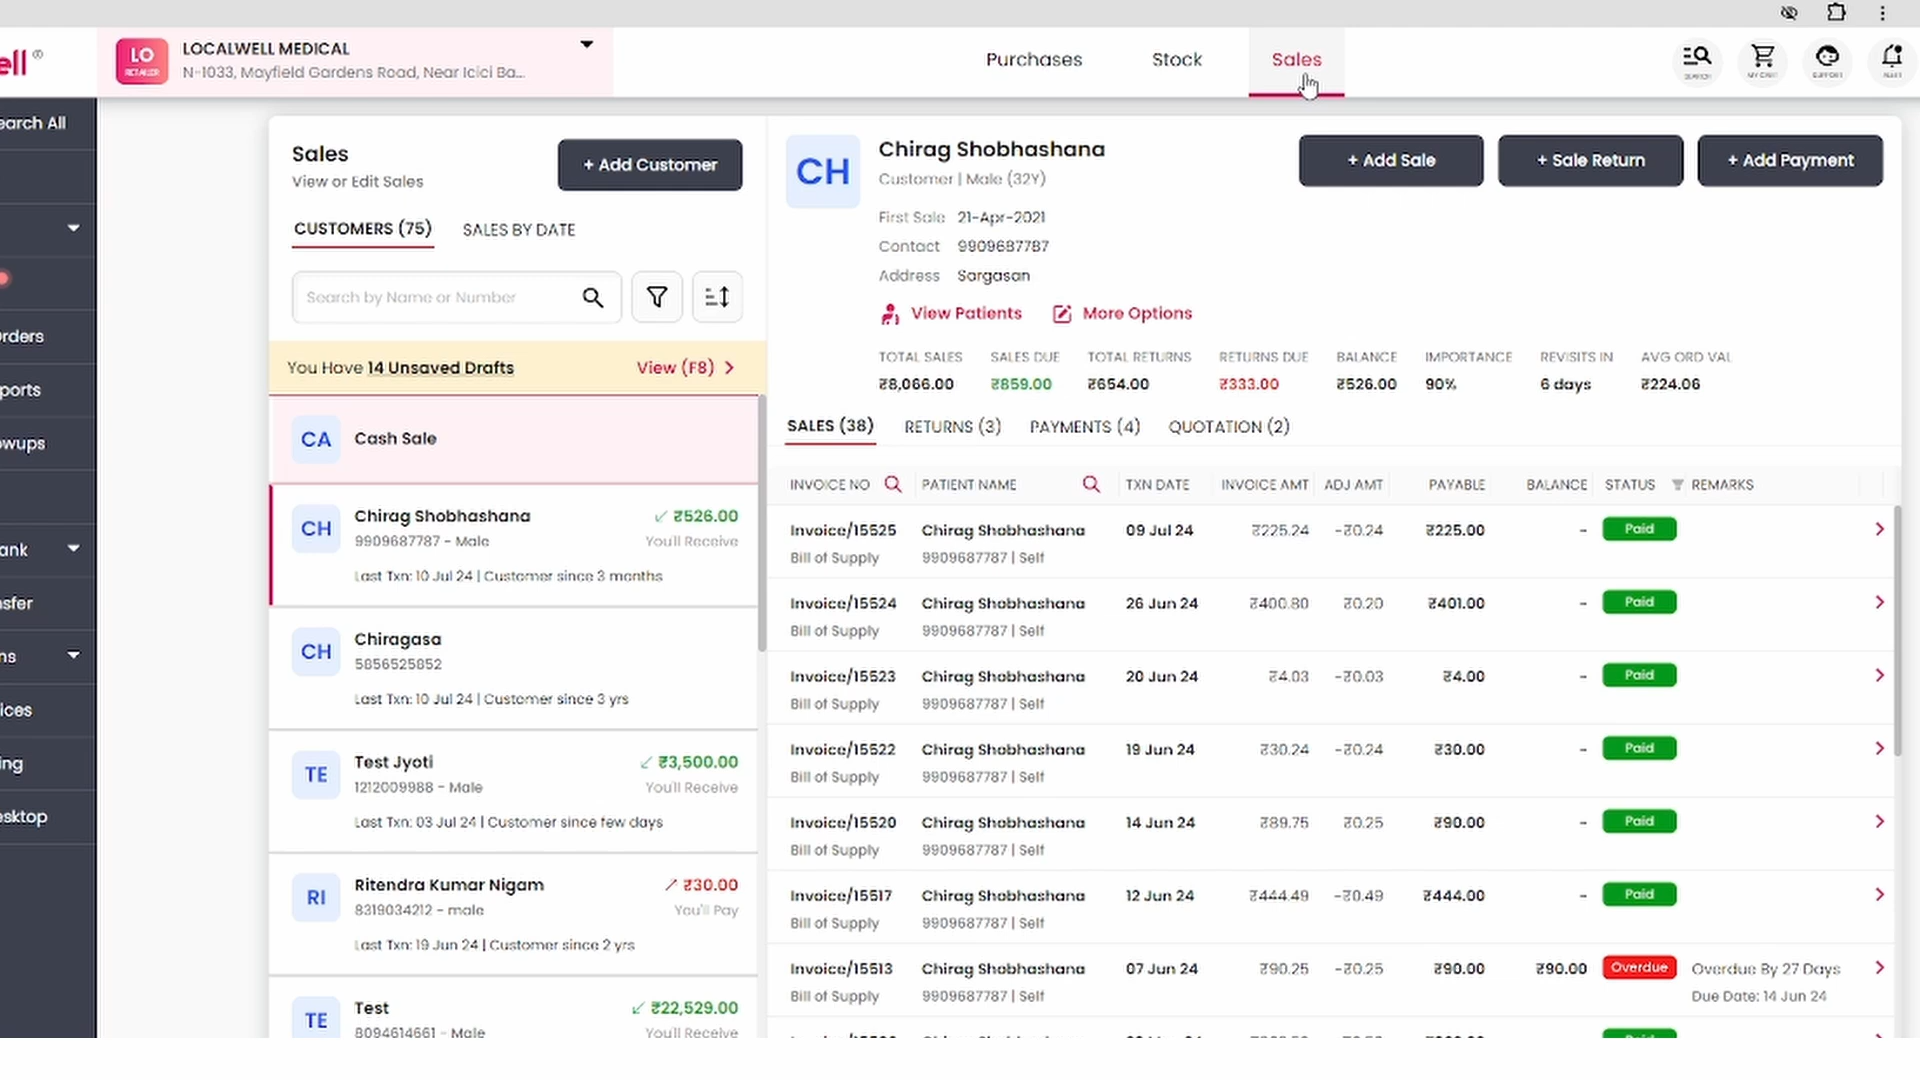 ell ®
LO
RETAILER
LOCALWELL MEDICAL
N-1033, Mayfield Gardens Road, Near Icici Ba...
Purchases
Stock
Sales
SEARCH
MY CART
SUPPORT
ALERT
earch All
Orders
ports
owups
ank
nsfer
ns
ices
ing
esktop
Sales
View or Edit Sales
+ Add Customer
CUSTOMERS (75)
SALES BY DATE
Search by Name or Number
You Have 14 Unsaved Drafts
View (F8)
CA
Cash Sale
CH
Chirag Shobhashana
₹526.00
9909687787 - Male
You'll Receive
Last Txn: 10 Jul 24 | Customer since 3 months
CH
Chiragasa
5856525852
Last Txn: 10 Jul 24 | Customer since 3 yrs
TE
Test Jyoti
₹3,500.00
1212009988 - Male
You'll Receive
Last Txn: 03 Jul 24 | Customer since few days
RI
Ritendra Kumar Nigam
₹30.00
8319034212 - male
You'll Pay
Last Txn: 19 Jun 24 | Customer since 2 yrs
TE
Test
₹22,529.00
8094614661 - Male
You'll Receive
CH
Chirag Shobhashana
Customer | Male (32Y)
First Sale 21-Apr-2021
Contact 9909687787
Address Sargasan
View Patients
More Options
+ Add Sale
+ Sale Return
+ Add Payment
TOTAL SALES SALES DUE TOTAL RETURNS RETURNS DUE BALANCE IMPORTANCE REVISITS IN AVG ORD VAL
₹8,066.00 ₹859.00 ₹654.00 ₹333.00 ₹526.00 90% 6 days ₹224.06
SALES (38) RETURNS (3) PAYMENTS (4) QUOTATION (2)
INVOICE NO PATIENT NAME TXN DATE INVOICE AMT ADJ AMT PAYABLE BALANCE STATUS REMARKS
Invoice/15525 Chirag Shobhashana 09 Jul 24 ₹225.24 -₹0.24 ₹225.00 - Paid
Bill of Supply 9909687787 | Self
Invoice/15524 Chirag Shobhashana 26 Jun 24 ₹400.80 ₹0.20 ₹401.00 - Paid
Bill of Supply 9909687787 | Self
Invoice/15523 Chirag Shobhashana 20 Jun 24 ₹4.03 -₹0.03 ₹4.00 - Paid
Bill of Supply 9909687787 | Self
Invoice/15522 Chirag Shobhashana 19 Jun 24 ₹30.24 -₹0.24 ₹30.00 - Paid
Bill of Supply 9909687787 | Self
Invoice/15520 Chirag Shobhashana 14 Jun 24 ₹89.75 ₹0.25 ₹90.00 - Paid
Bill of Supply 9909687787 | Self
Invoice/15517 Chirag Shobhashana 12 Jun 24 ₹444.49 -₹0.49 ₹444.00 - Paid
Bill of Supply 9909687787 | Self
Invoice/15513 Chirag Shobhashana 07 Jun 24 ₹90.25 -₹0.25 ₹90.00 ₹90.00 Overdue Overdue By 27 Days
Bill of Supply 9909687787 | Self Due Date: 14 Jun 24